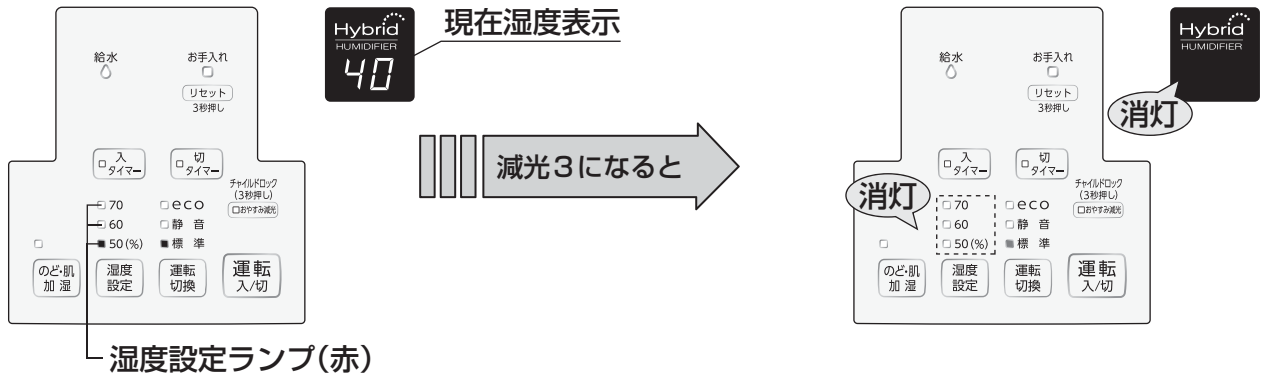 Hybrid
HUMIDIFIER
40
現在湿度表示
給水
お手入れ
リセット
3秒押し
入
タイマー
切
タイマー
チャイルドロック
(3秒押し)
おやすみ減光
70
eco
60
静 音
50(%)
標 準
のど・肌
加 湿
湿度
設定
運転
切換
運転
入/切
湿度設定ランプ(赤)
減光3になると
Hybrid
HUMIDIFIER
消灯
給水
お手入れ
リセット
3秒押し
入
タイマー
切
タイマー
チャイルドロック
(3秒押し)
おやすみ減光
消灯
70
eco
60
静 音
50(%)
標 準
のど・肌
加 湿
湿度
設定
運転
切換
運転
入/切